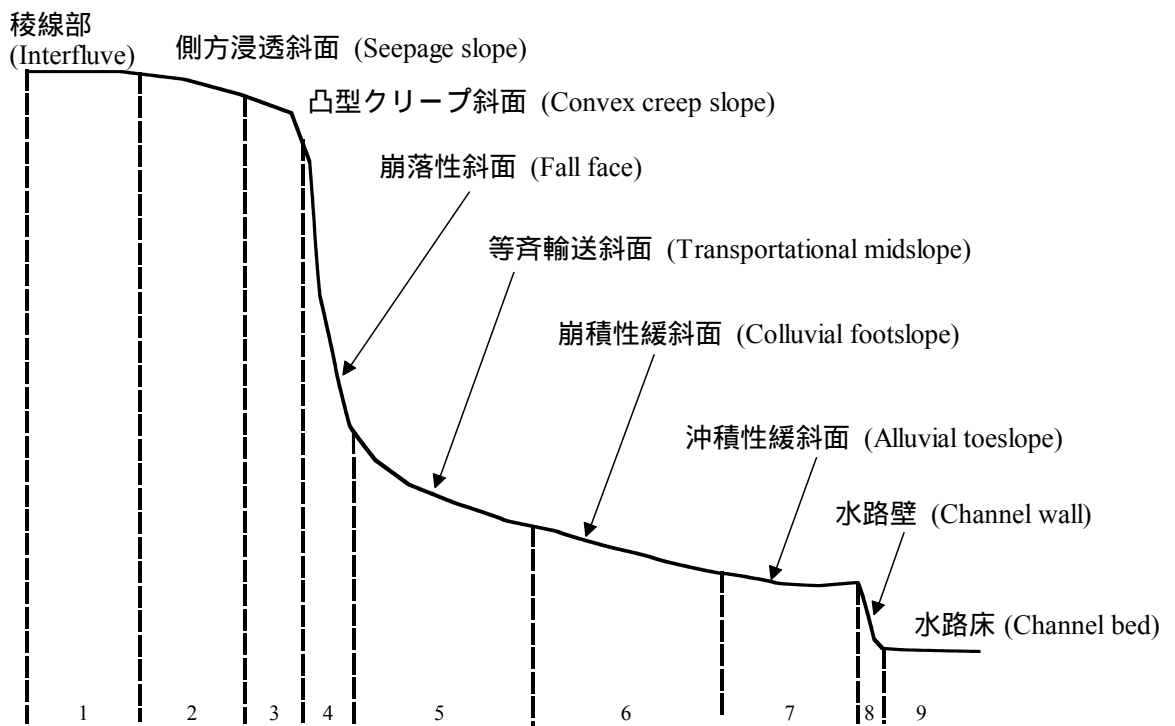 稜線部
(Interfluve)
側方浸透斜面 (Seepage slope)
凸型クリープ斜面 (Convex creep slope)
崩落性斜面 (Fall face)
等斉輸送斜面 (Transportational midslope)
崩積性緩斜面 (Colluvial footslope)
沖積性緩斜面 (Alluvial toeslope)
水路壁 (Channel wall)
水路床 (Channel bed)
1 2 3 4 5 6 7 8 9